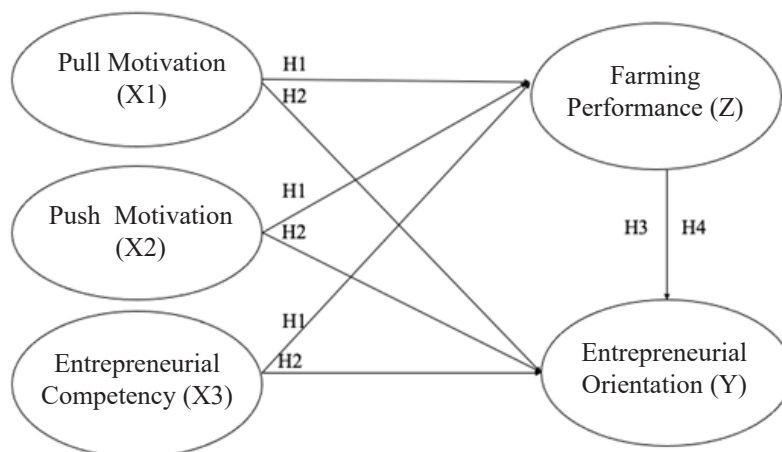 Pull Motivation
(X1)
H1
H2
Farming
Performance (Z)
Push Motivation
(X2)
H1
H2
H3
H4
Entrepreneurial
Competency (X3)
H1
H2
Entrepreneurial
Orientation (Y)